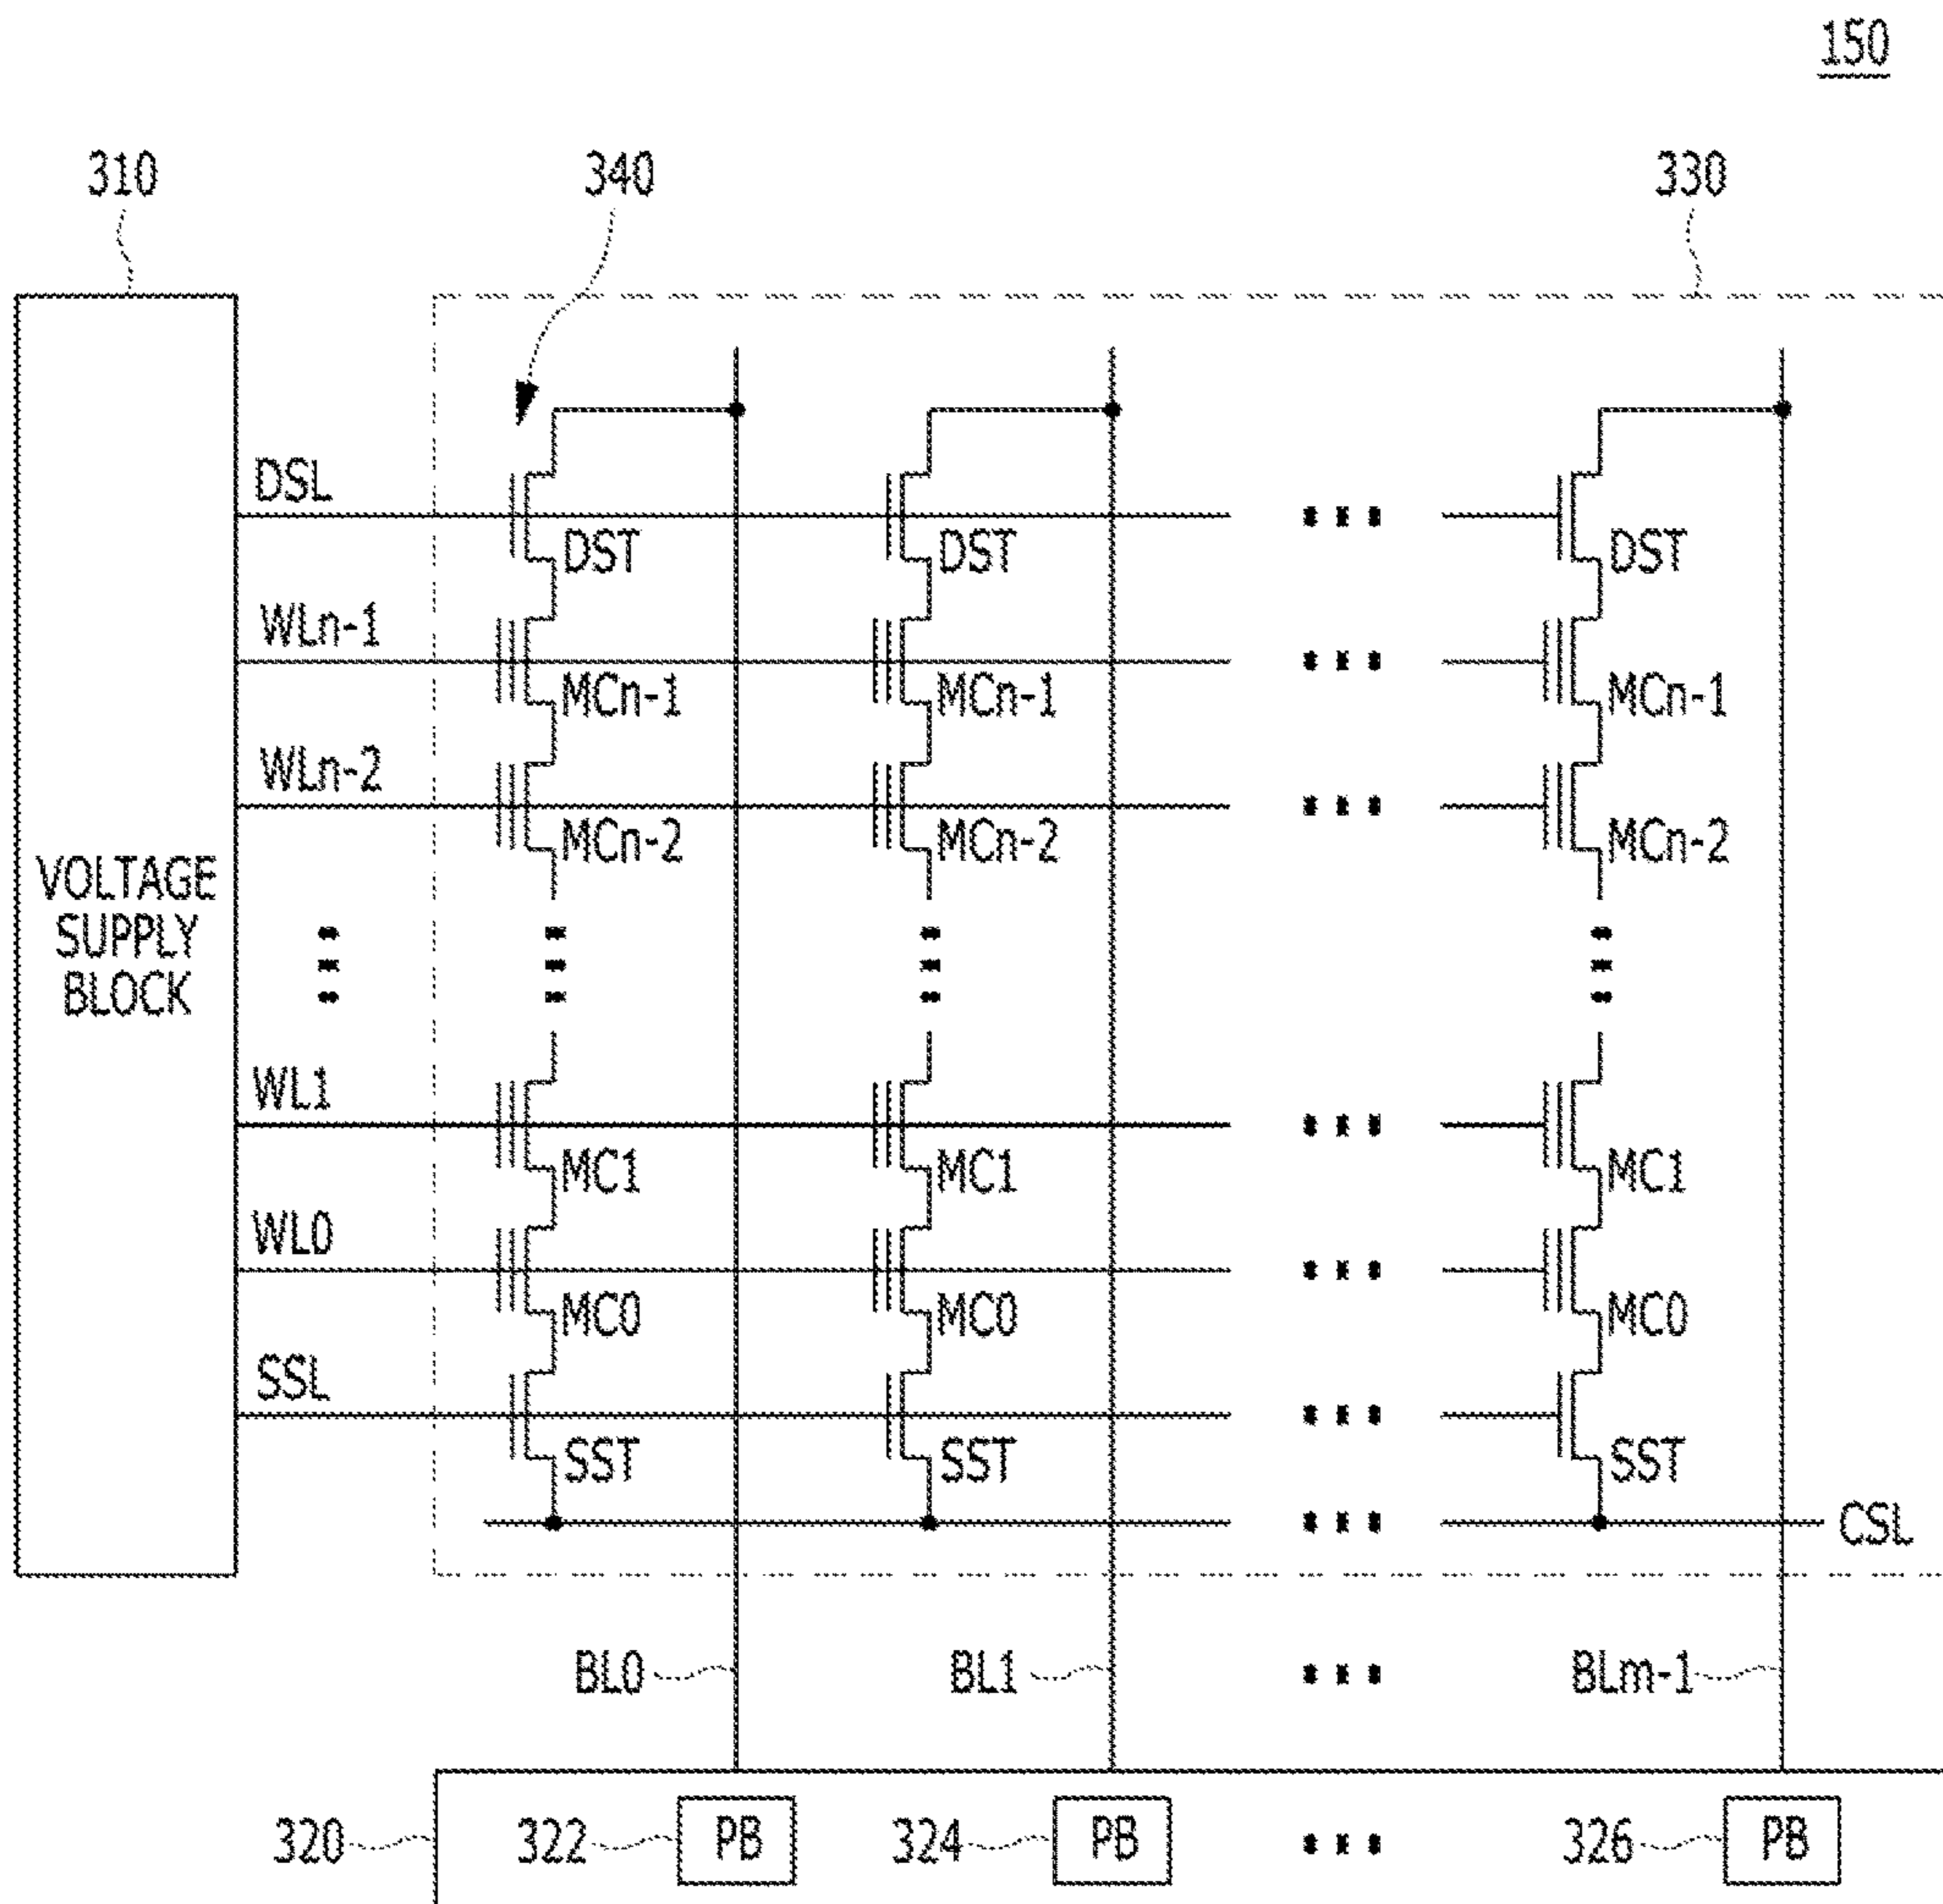 150
310 340 330
DSL
DST DST DST
WLn-1
MCn-1 MCn-1 MCn-1
WLn-2
MCn-2 MCn-2 MCn-2
VOLTAGE
SUPPLY
BLOCK
WL1
MC1 MC1 MC1
WL0
MC0 MC0 MC0
SSL
SST SST SST
CSL
BL0 BL1 BLm-1
320 322 PB 324 PB 326 PB